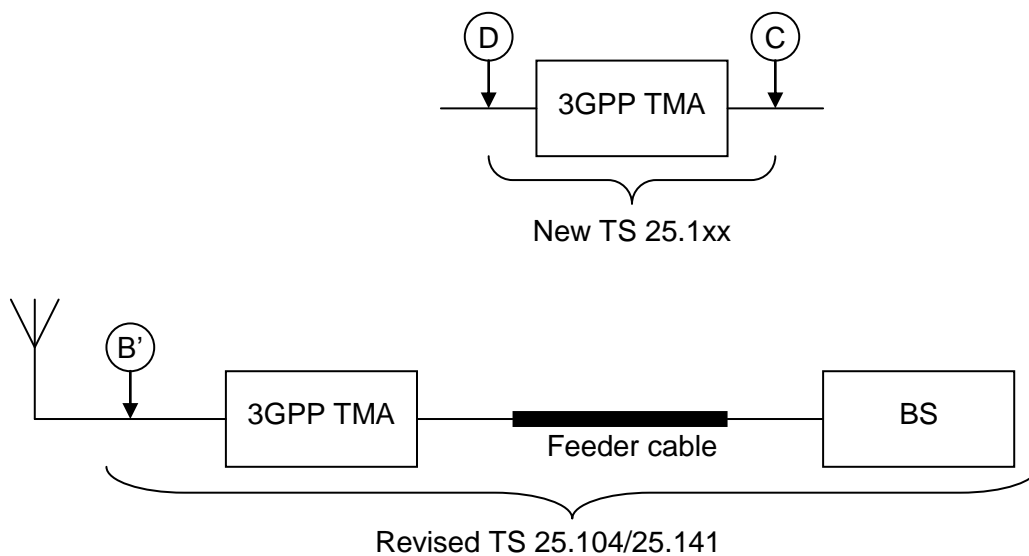 D
C
3GPP TMA
New TS 25.1xx
B’
3GPP TMA
BS
Feeder cable
Revised TS 25.104/25.141